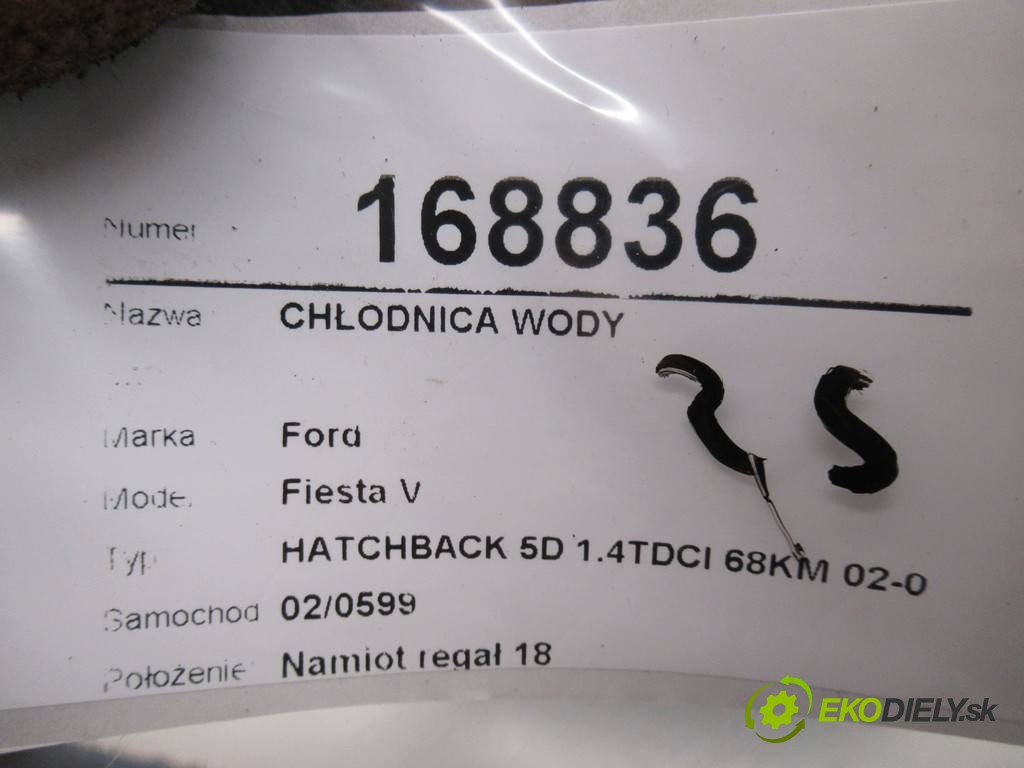 Numer 168836
Nazwa CHŁODNICA WODY
Marka Ford
Model Fiesta V
Typ HATCHBACK 5D 1.4TDCI 68KM 02-0
Samochod 02/0599
Położenie Namiot regał 18
EKODIELY.sk